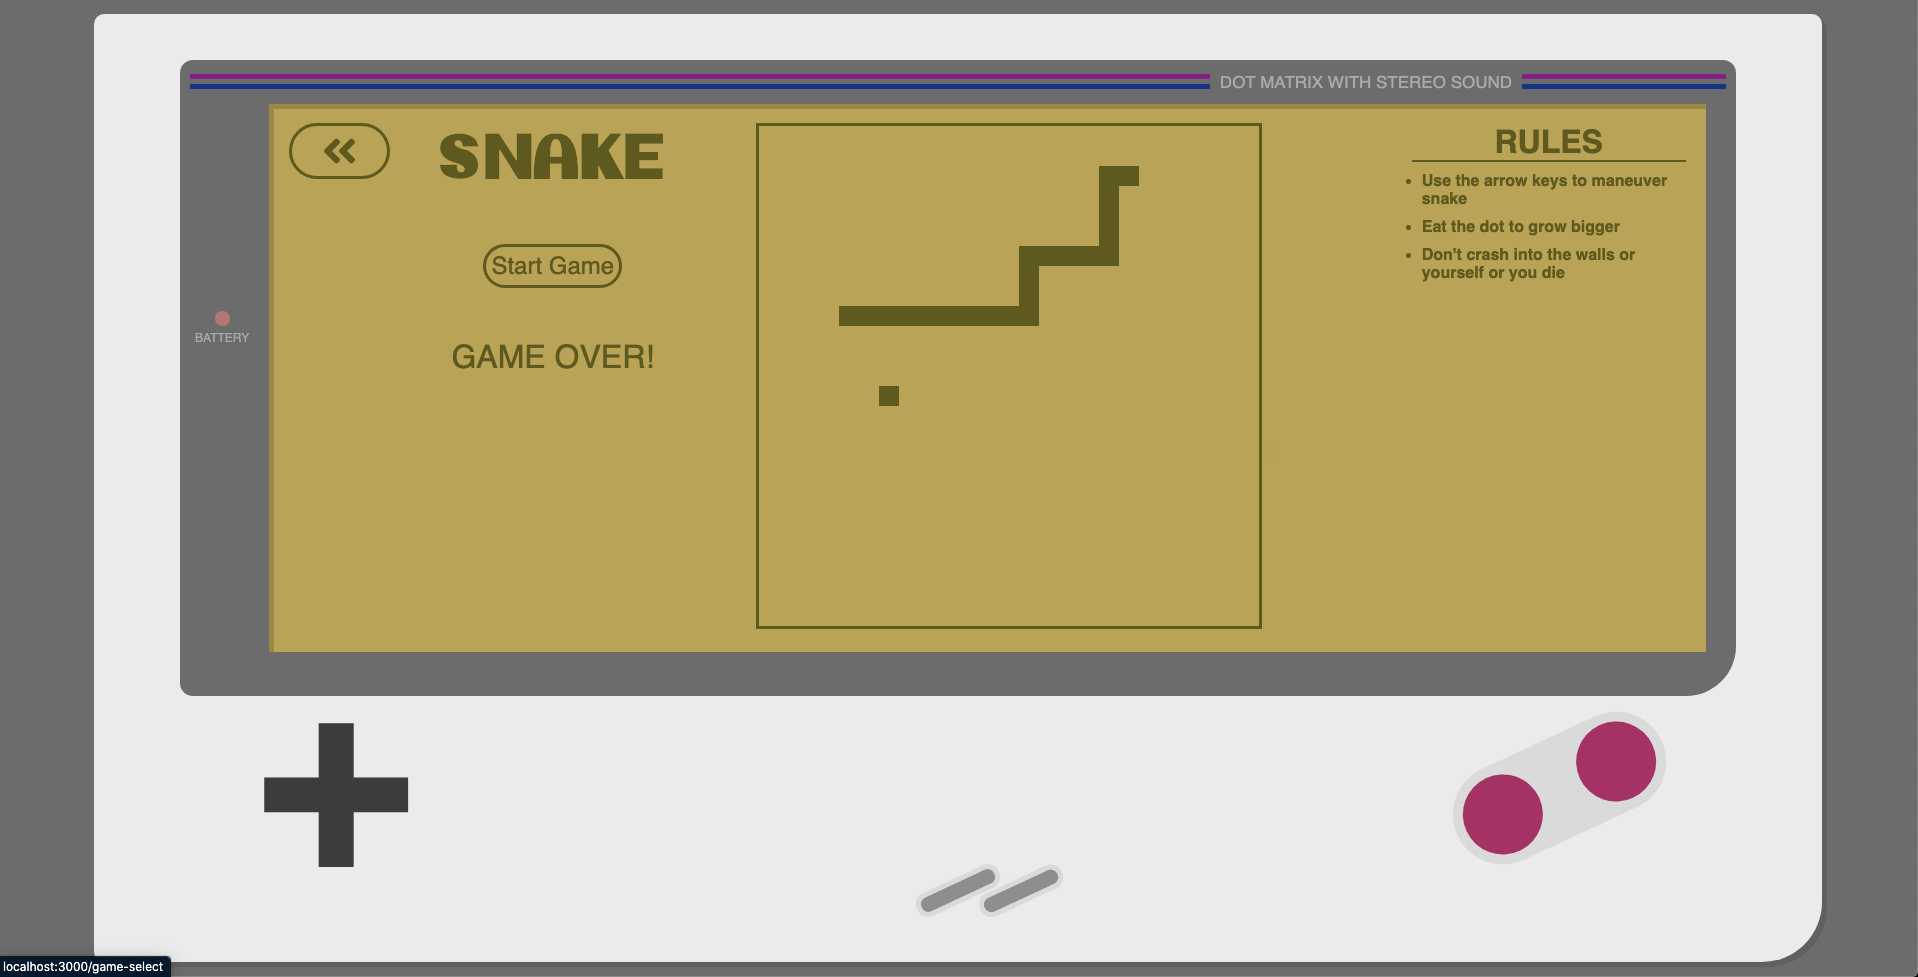 DOT MATRIX WITH STEREO SOUND
SNAKE
Start Game
GAME OVER!
BATTERY
RULES
Use the arrow keys to maneuver
snake
Eat the dot to grow bigger
Don't crash into the walls or
yourself or you die
localhost:3000/game-select